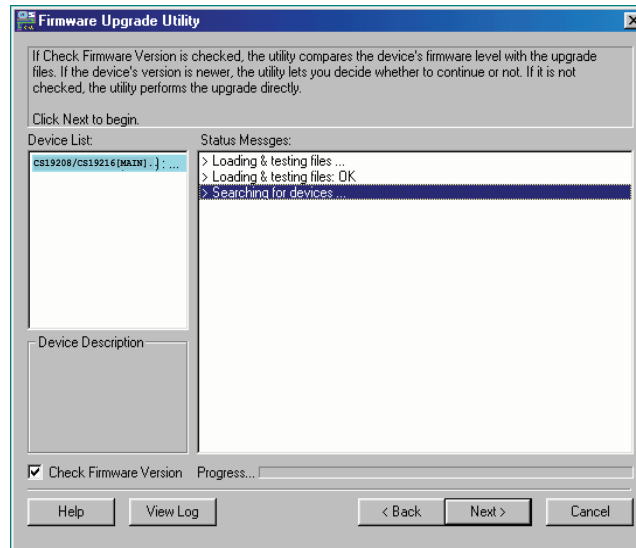 Firmware Upgrade Utility
If Check Firmware Version is checked, the utility compares the device's firmware level with the upgrade
files. If the device's version is newer, the utility lets you decide whether to continue or not. If it is not
checked, the utility performs the upgrade directly.
Click Next to begin.
Device List:
CS19208/CS19216[MAIN]..] : ...
Status Messges:
> Loading & testing files ...
> Loading & testing files: OK
> Searching for devices ...
Device Description
Check Firmware Version
Progress...
Help
View Log
< Back
Next >
Cancel